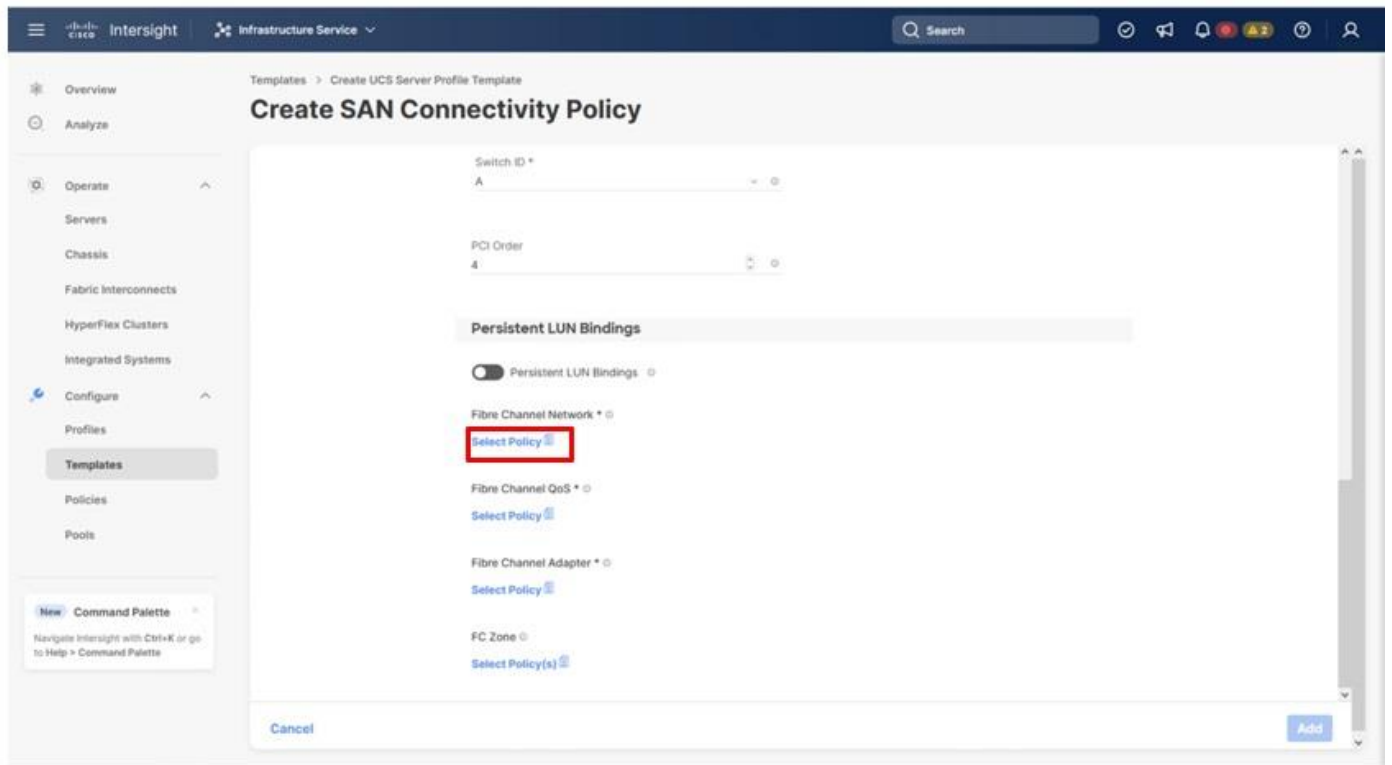 cisco Intersight
Infrastructure Service
Search
2
Overview
Analyze
Operate
Servers
Chassis
Fabric Interconnects
HyperFlex Clusters
Integrated Systems
Configure
Profiles
Templates
Policies
Pools
New Command Palette
Navigate Intersight with Ctrl+K or go
to Help > Command Palette
Templates > Create UCS Server Profile Template
Create SAN Connectivity Policy
Switch ID *
A
PCI Order
4
Persistent LUN Bindings
Persistent LUN Bindings
Fibre Channel Network *
Select Policy
Fibre Channel QoS *
Select Policy
Fibre Channel Adapter *
Select Policy
FC Zone
Select Policy(s)
Cancel
Add